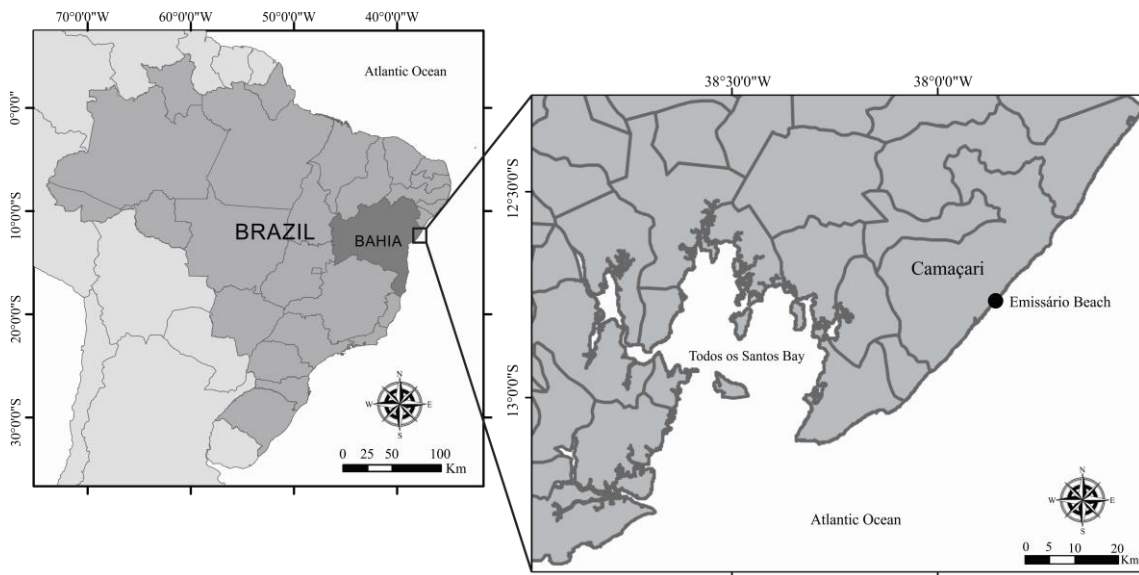 70°0'0"W
60°0'0"W
50°0'0"W
40°0'0"W
0°0'0"
10°0'0"S
20°0'0"S
30°0'0"S
Atlantic Ocean
BRAZIL
BAHIA
N
W
E
S
0 25 50 100
Km
38°30'0"W
38°0'0"W
12°30'0"S
13°0'0"S
Camaçari
Emissário Beach
Todos os Santos Bay
Atlantic Ocean
N
W
E
S
0 5 10 20
Km